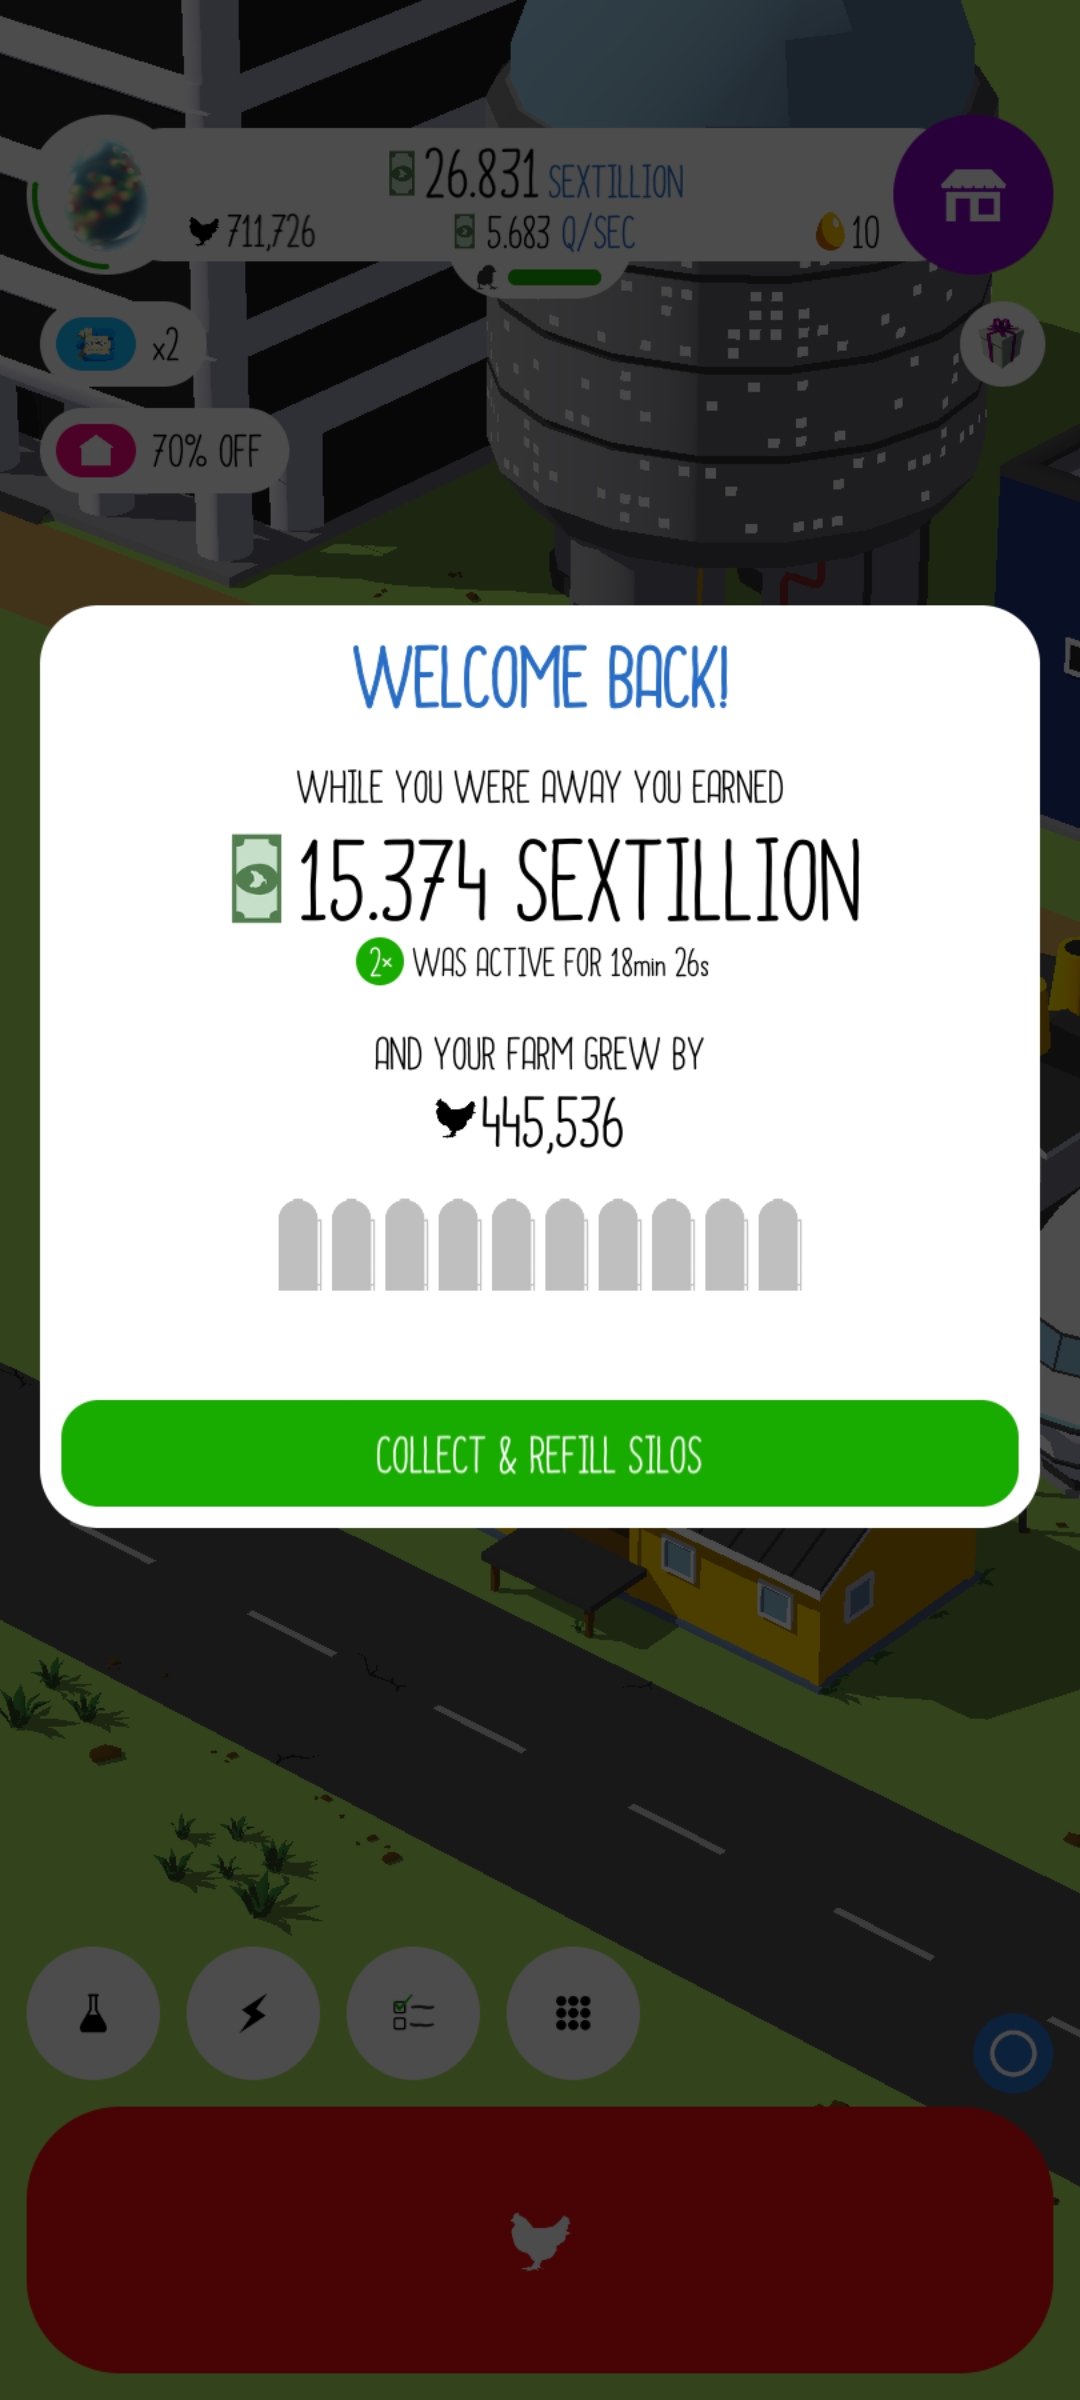 26.831 SEXTILLION
711,726 5.683 Q/SEC 10
x2
70% OFF
WELCOME BACK!
WHILE YOU WERE AWAY YOU EARNED
15.374 SEXTILLION
2x WAS ACTIVE FOR 18min 26s
AND YOUR FARM GREW BY
445,536
COLLECT & REFILL SILOS